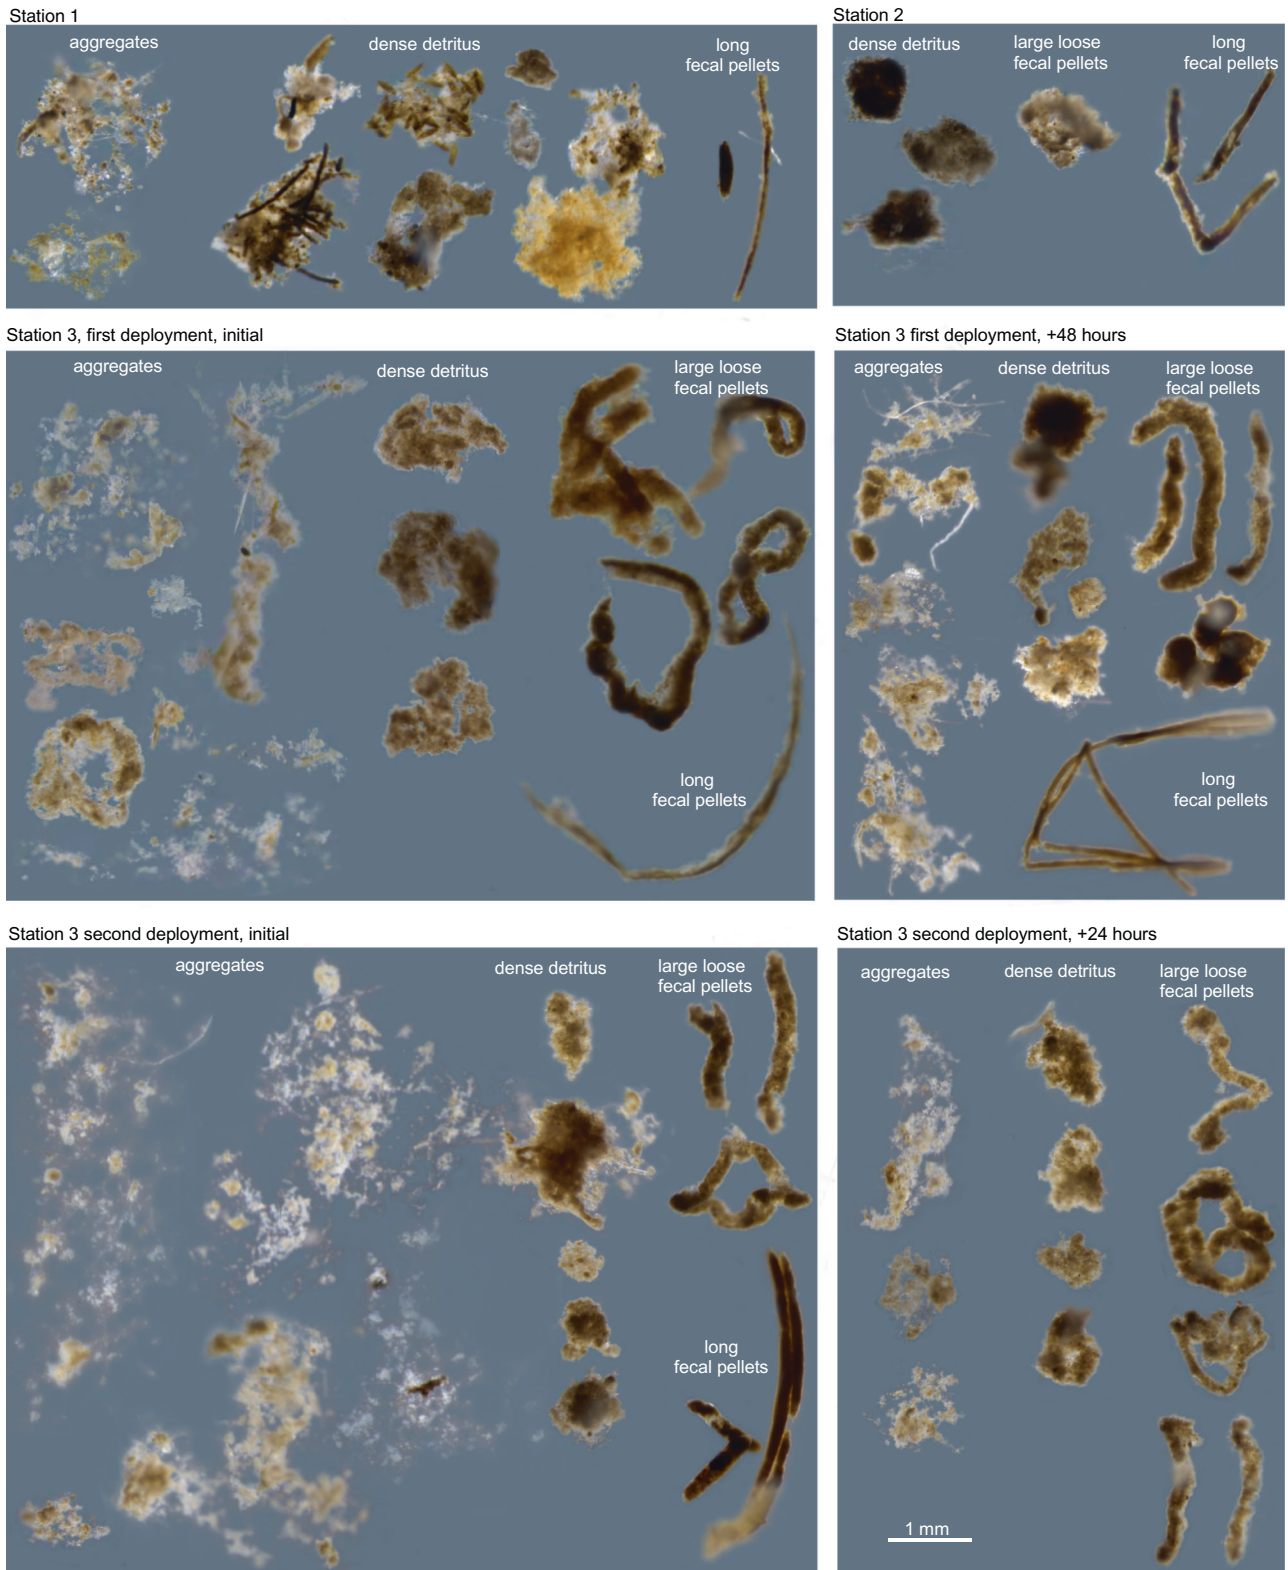 Station 1
aggregates
dense detritus
long
fecal pellets
Station 2
dense detritus
large loose
fecal pellets
long
fecal pellets
Station 3, first deployment, initial
aggregates
dense detritus
large loose
fecal pellets
long
fecal pellets
Station 3 first deployment, +48 hours
aggregates
dense detritus
large loose
fecal pellets
long
fecal pellets
Station 3 second deployment, initial
aggregates
dense detritus
large loose
fecal pellets
long
fecal pellets
Station 3 second deployment, +24 hours
aggregates
dense detritus
large loose
fecal pellets
1 mm